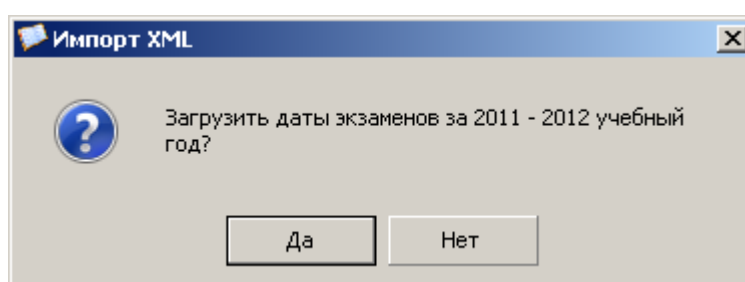 Импорт XML
Загрузить даты экзаменов за 2011 - 2012 учебный
год?
Да
Нет